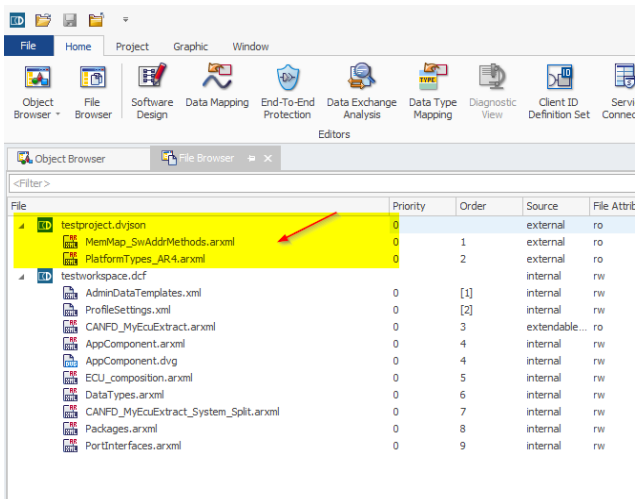 File Home Project Graphic Window
Object Browser File Browser Software Design Data Mapping End-To-End Protection Data Exchange Analysis Data Type Mapping Diagnostic View Client ID Definition Set
Editors
Object Browser File Browser
<Filter>
File Priority Order Source File Attrib
testproject.dvjson 0 external ro
MemMap_SwAddrMethods.arxml 0 1 external ro
PlatformTypes_AR4.arxml 0 2 external ro
testworkspace.dcf internal rw
AdminDataTemplates.xml 0 [1] internal rw
ProfileSettings.xml 0 [2] internal rw
CANFD_MyEcuExtract.arxml 0 3 extendable... ro
AppComponent.arxml 0 4 internal rw
AppComponent.dvg 0 4 internal rw
ECU_composition.arxml 0 5 internal rw
DataTypes.arxml 0 6 internal rw
CANFD_MyEcuExtract_System_Split.arxml 0 7 internal rw
Packages.arxml 0 8 internal rw
PortInterfaces.arxml 0 9 internal rw